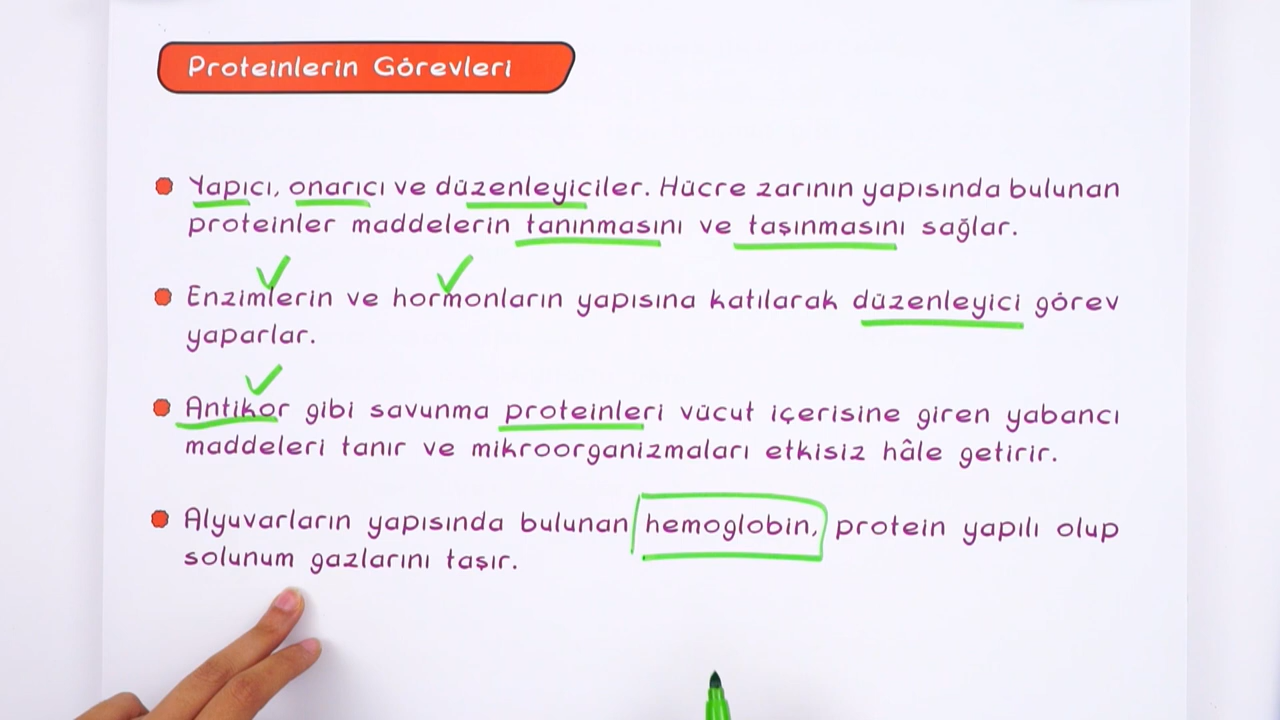 Proteinlerin Görevleri
Yapıcı, onarıcı ve düzenleyiciler. Hücre zarının yapısında bulunan
proteinler maddelerin tanınmasını ve taşınmasını sağlar.
Enzimlerin ve hormonların yapısına katılarak düzenleyici görev
yaparlar.
Antikor gibi savunma proteinleri vücut içerisine giren yabancı
maddeleri tanır ve mikroorganizmaları etkisiz hâle getirir.
Alyuvarların yapısında bulunan hemoglobin, protein yapılı olup
solunum gazlarını taşır.